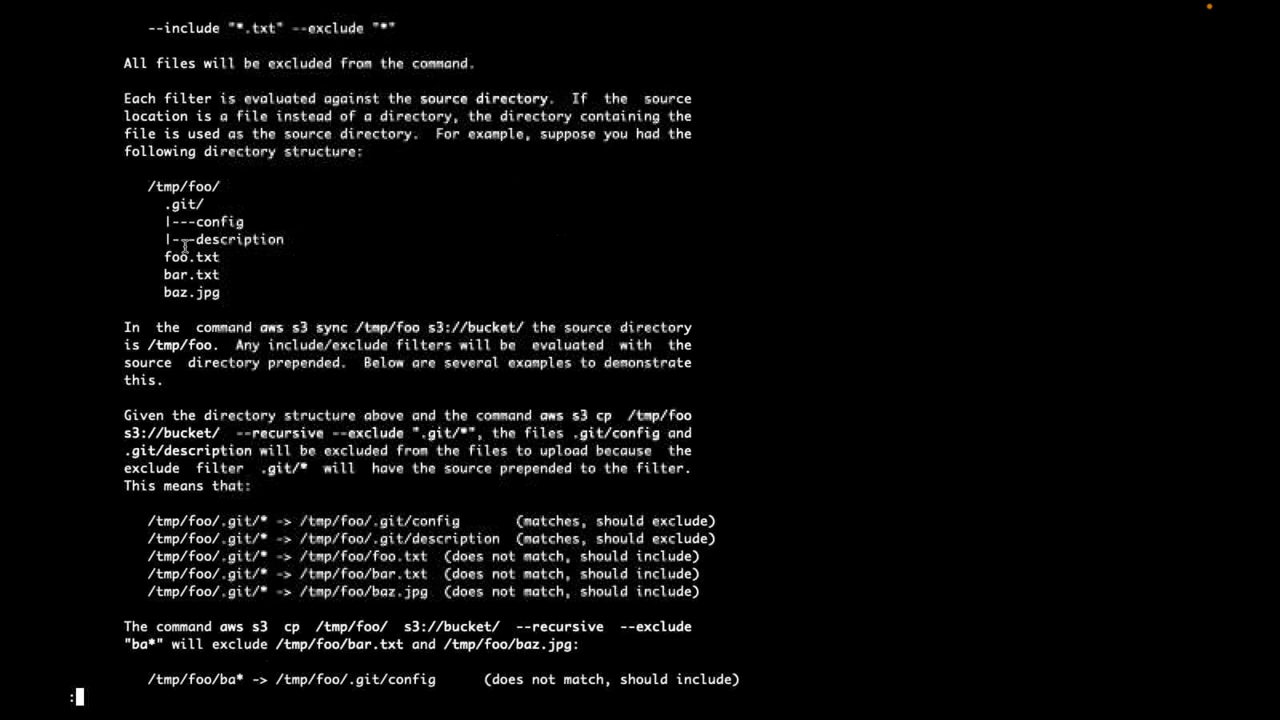 --include "*.txt" --exclude "*"
All files will be excluded from the command.
Each filter is evaluated against the source directory.  If  the  source
location is a file instead of a directory, the directory containing the
file is used as the source directory.  For example, suppose you had the
following directory structure:
/tmp/foo/
.git/
|---config
|---description
foo.txt
bar.txt
baz.jpg
In  the  command aws s3 sync /tmp/foo s3://bucket/ the source directory
is /tmp/foo.  Any include/exclude filters will be  evaluated  with  the
source  directory prepended.  Below are several examples to demonstrate
this.
Given the directory structure above and the command aws s3 cp  /tmp/foo
s3://bucket/  --recursive --exclude ".git/*", the files .git/config and
.git/description will be excluded from the files to upload because  the
exclude  filter  .git/*  will  have the source prepended to the filter.
This means that:
/tmp/foo/.git/* -> /tmp/foo/.git/config       (matches, should exclude)
/tmp/foo/.git/* -> /tmp/foo/.git/description  (matches, should exclude)
/tmp/foo/.git/* -> /tmp/foo/foo.txt  (does not match, should include)
/tmp/foo/.git/* -> /tmp/foo/bar.txt  (does not match, should include)
/tmp/foo/.git/* -> /tmp/foo/baz.jpg  (does not match, should include)
The command aws s3  cp  /tmp/foo/  s3://bucket/  --recursive  --exclude
"ba*" will exclude /tmp/foo/bar.txt and /tmp/foo/baz.jpg:
/tmp/foo/ba* -> /tmp/foo/.git/config      (does not match, should include)
: